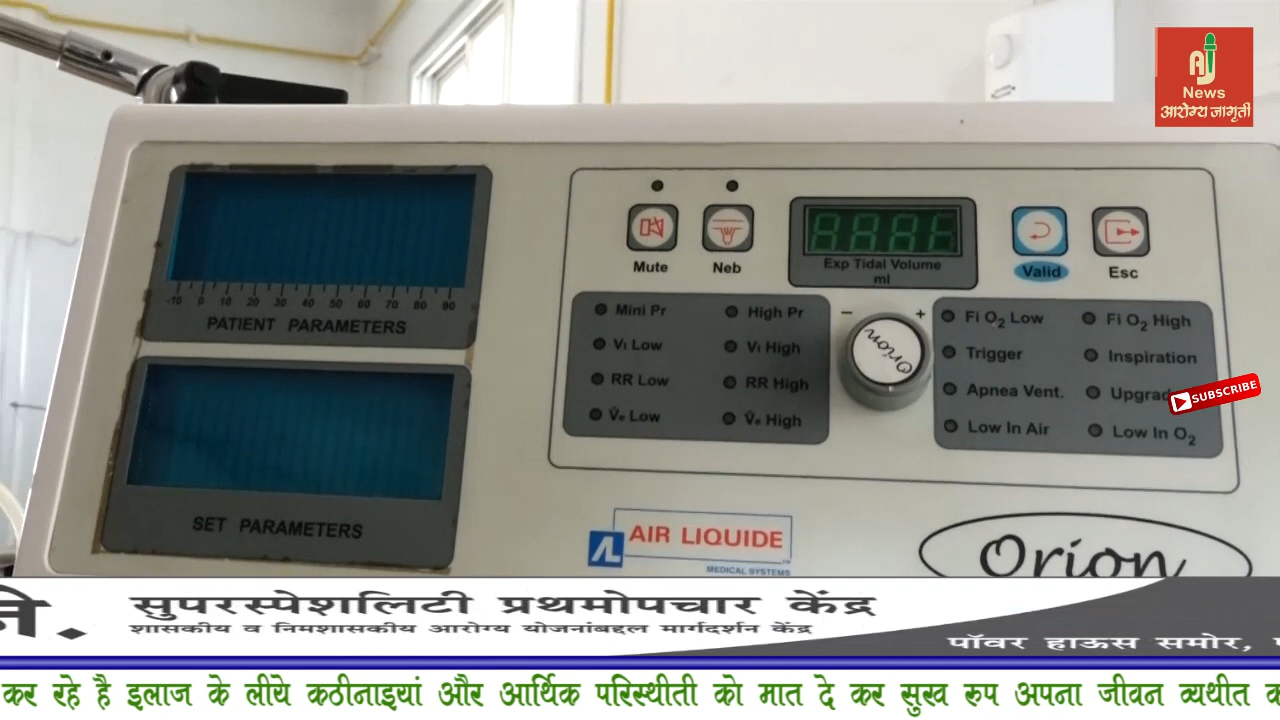 AJ
News
आरोग्य जागृती
Mute
Neb
Exp Tidal Volume
ml
Valid
Esc
-10 0 10 20 30 40 50 60 70 80 90
PATIENT PARAMETERS
Mini Pr
High Pr
Vt Low
Vt High
RR Low
RR High
V̇e Low
V̇e High
− +
Orion
Fi O2 Low
Fi O2 High
Trigger
Inspiration
Apnea Vent.
Low In Air
Low In O2
SUBSCRIBE
SET PARAMETERS
AIR LIQUIDE
MEDICAL SYSTEMS
Orion
सुपरस्पेशलिटी प्रथमोपचार केंद्र
शासकीय व निमशासकीय आरोग्य योजनांबद्दल मार्गदर्शन केंद्र
पॉवर हाऊस समोर,
कर रहे है इलाज के लीये कठीनाइयां और आर्थिक परिस्थीती को मात दे कर सुख रुप अपना जीवन व्यथीत